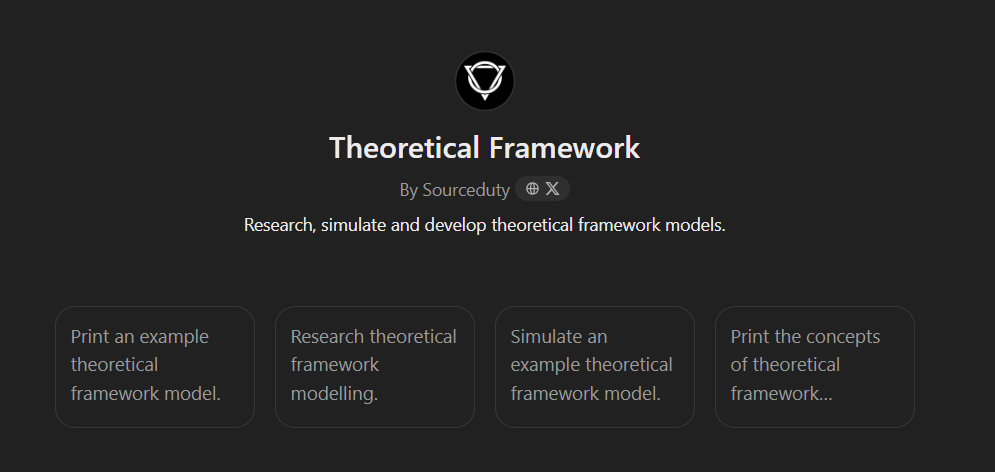 Theoretical Framework
By Sourceduty
Research, simulate and develop theoretical framework models.
Print an example
theoretical
framework model.
Research theoretical
framework
modelling.
Simulate an
example theoretical
framework model.
Print the concepts
of theoretical
framework...